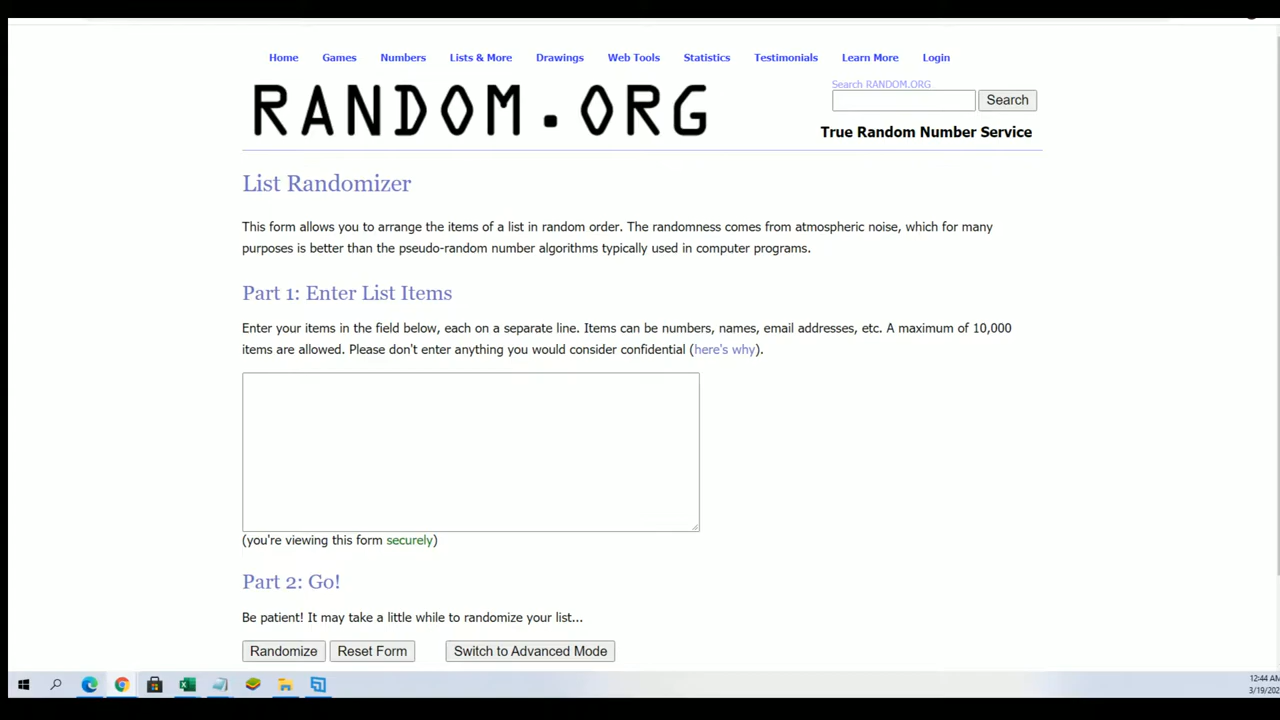 Home Games Numbers Lists & More Drawings Web Tools Statistics Testimonials Learn More Login
RANDOM.ORG
Search RANDOM.ORG
Search
True Random Number Service
List Randomizer
This form allows you to arrange the items of a list in random order. The randomness comes from atmospheric noise, which for many
purposes is better than the pseudo-random number algorithms typically used in computer programs.
Part 1: Enter List Items
Enter your items in the field below, each on a separate line. Items can be numbers, names, email addresses, etc. A maximum of 10,000
items are allowed. Please don't enter anything you would consider confidential (here's why).
(you're viewing this form securely)
Part 2: Go!
Be patient! It may take a little while to randomize your list...
Randomize Reset Form Switch to Advanced Mode
12:44 AM